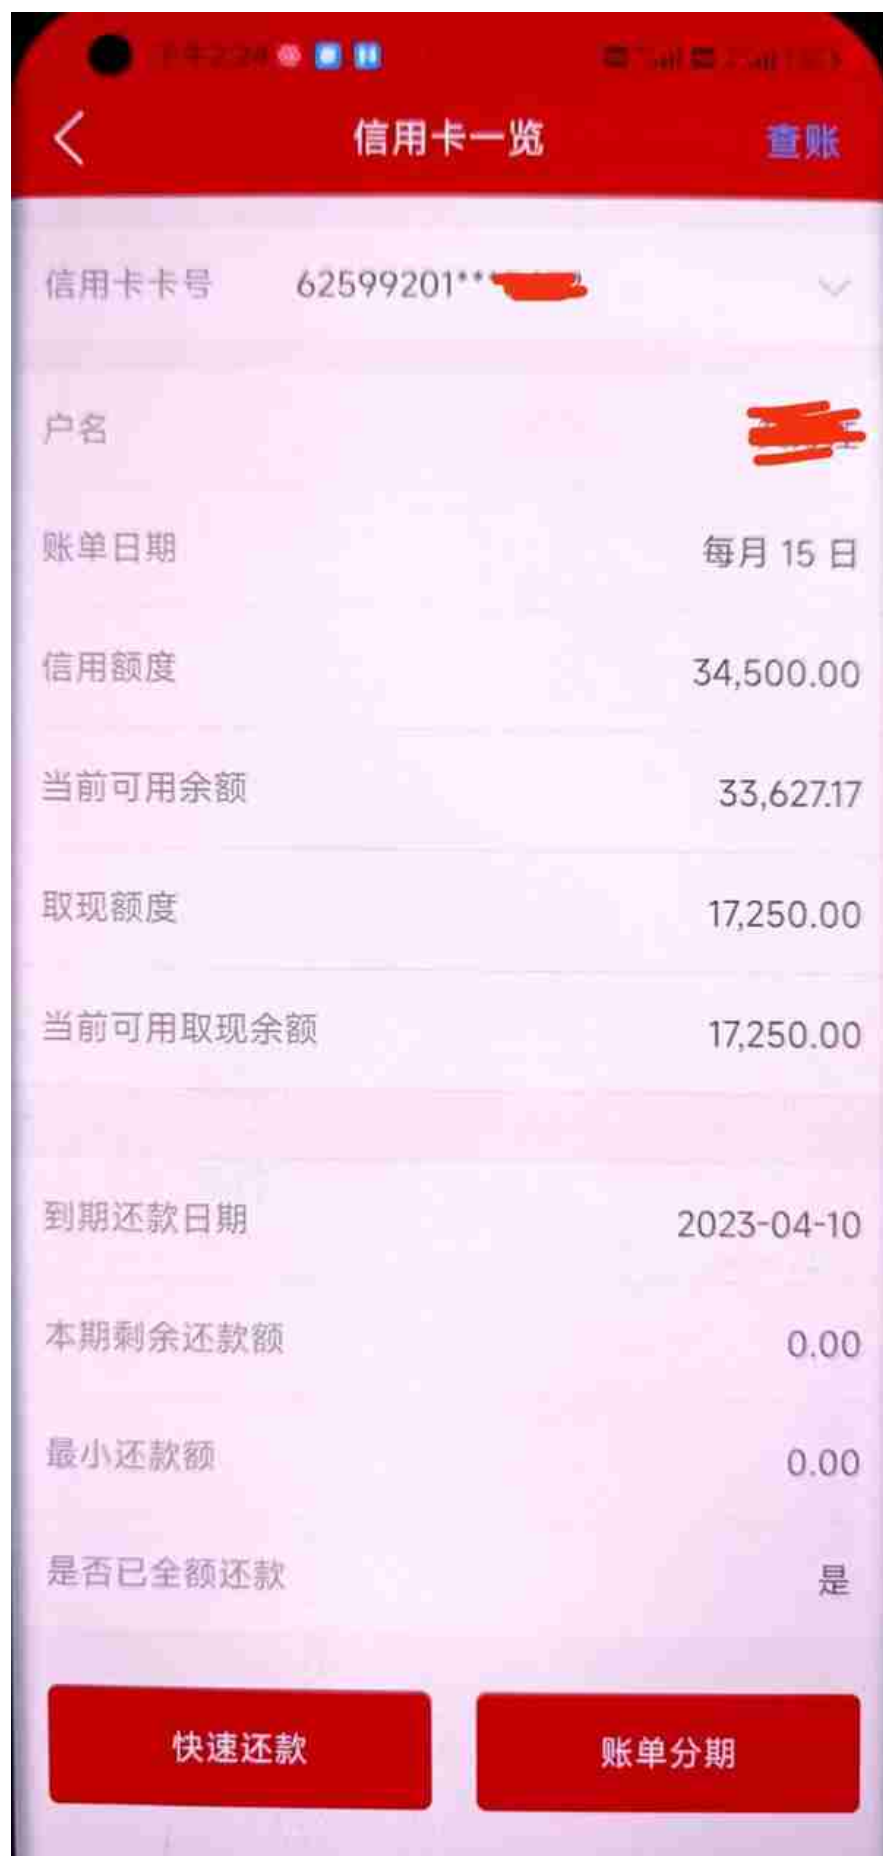 信用卡一览
查账
信用卡卡号 62599201***
户名
账单日期 每月 15 日
信用额度 34,500.00
当前可用余额 33,627.17
取现额度 17,250.00
当前可用取现余额 17,250.00
到期还款日期 2023-04-10
本期剩余还款额 0.00
最小还款额 0.00
是否已全额还款 是
快速还款 账单分期